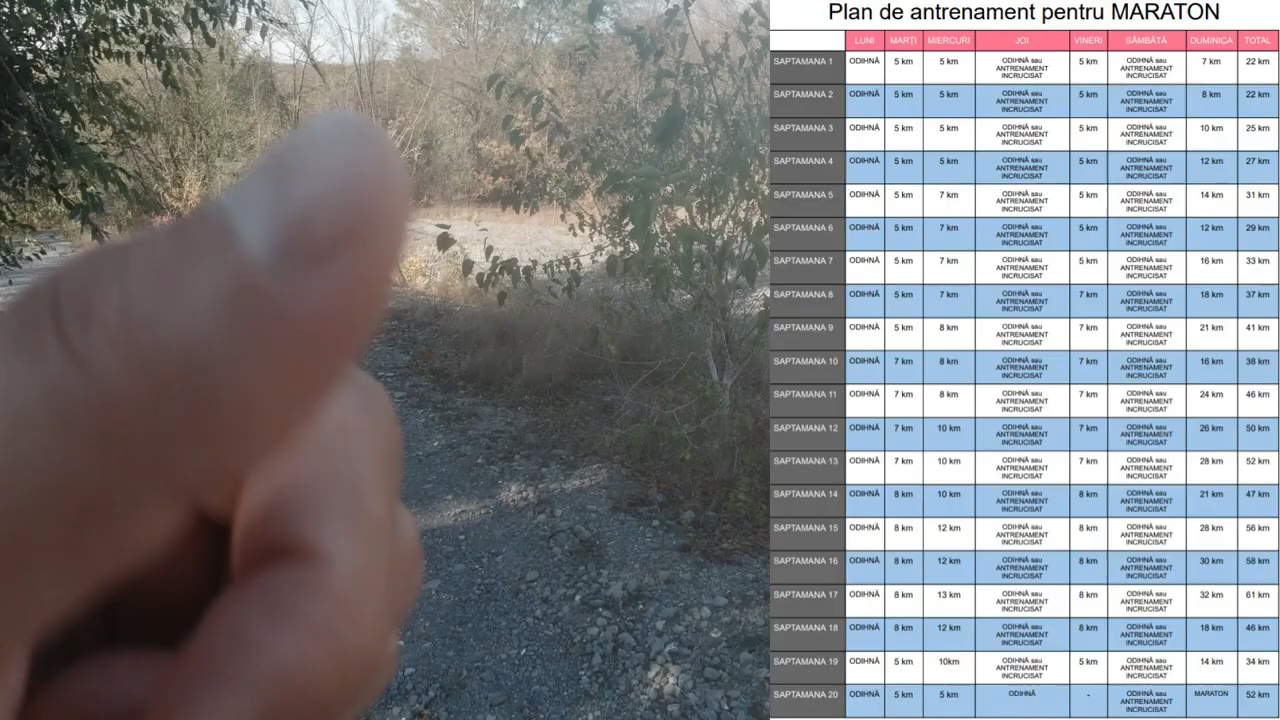 Plan de antrenament pentru MARATON
LUNI MARȚI MIERCURI JOI VINERI SÂMBĂTĂ DUMINICA TOTAL
SAPTAMANA 1 ODIHNĂ 5 km 5 km ODIHNĂ sau ANTRENAMENT INCRUCISAT 5 km ODIHNĂ sau ANTRENAMENT INCRUCISAT 7 km 22 km
SAPTAMANA 2 ODIHNĂ 5 km 5 km ODIHNĂ sau ANTRENAMENT INCRUCISAT 5 km ODIHNĂ sau ANTRENAMENT INCRUCISAT 8 km 22 km
SAPTAMANA 3 ODIHNĂ 5 km 5 km ODIHNĂ sau ANTRENAMENT INCRUCISAT 5 km ODIHNĂ sau ANTRENAMENT INCRUCISAT 10 km 25 km
SAPTAMANA 4 ODIHNĂ 5 km 5 km ODIHNĂ sau ANTRENAMENT INCRUCISAT 5 km ODIHNĂ sau ANTRENAMENT INCRUCISAT 12 km 27 km
SAPTAMANA 5 ODIHNĂ 5 km 7 km ODIHNĂ sau ANTRENAMENT INCRUCISAT 5 km ODIHNĂ sau ANTRENAMENT INCRUCISAT 14 km 31 km
SAPTAMANA 6 ODIHNĂ 5 km 7 km ODIHNĂ sau ANTRENAMENT INCRUCISAT 5 km ODIHNĂ sau ANTRENAMENT INCRUCISAT 12 km 29 km
SAPTAMANA 7 ODIHNĂ 5 km 7 km ODIHNĂ sau ANTRENAMENT INCRUCISAT 5 km ODIHNĂ sau ANTRENAMENT INCRUCISAT 16 km 33 km
SAPTAMANA 8 ODIHNĂ 5 km 7 km ODIHNĂ sau ANTRENAMENT INCRUCISAT 7 km ODIHNĂ sau ANTRENAMENT INCRUCISAT 18 km 37 km
SAPTAMANA 9 ODIHNĂ 5 km 8 km ODIHNĂ sau ANTRENAMENT INCRUCISAT 7 km ODIHNĂ sau ANTRENAMENT INCRUCISAT 21 km 41 km
SAPTAMANA 10 ODIHNĂ 7 km 8 km ODIHNĂ sau ANTRENAMENT INCRUCISAT 7 km ODIHNĂ sau ANTRENAMENT INCRUCISAT 16 km 38 km
SAPTAMANA 11 ODIHNĂ 7 km 8 km ODIHNĂ sau ANTRENAMENT INCRUCISAT 7 km ODIHNĂ sau ANTRENAMENT INCRUCISAT 24 km 46 km
SAPTAMANA 12 ODIHNĂ 7 km 10 km ODIHNĂ sau ANTRENAMENT INCRUCISAT 7 km ODIHNĂ sau ANTRENAMENT INCRUCISAT 26 km 50 km
SAPTAMANA 13 ODIHNĂ 7 km 10 km ODIHNĂ sau ANTRENAMENT INCRUCISAT 7 km ODIHNĂ sau ANTRENAMENT INCRUCISAT 28 km 52 km
SAPTAMANA 14 ODIHNĂ 8 km 10 km ODIHNĂ sau ANTRENAMENT INCRUCISAT 8 km ODIHNĂ sau ANTRENAMENT INCRUCISAT 21 km 47 km
SAPTAMANA 15 ODIHNĂ 8 km 12 km ODIHNĂ sau ANTRENAMENT INCRUCISAT 8 km ODIHNĂ sau ANTRENAMENT INCRUCISAT 28 km 56 km
SAPTAMANA 16 ODIHNĂ 8 km 12 km ODIHNĂ sau ANTRENAMENT INCRUCISAT 8 km ODIHNĂ sau ANTRENAMENT INCRUCISAT 30 km 58 km
SAPTAMANA 17 ODIHNĂ 8 km 13 km ODIHNĂ sau ANTRENAMENT INCRUCISAT 8 km ODIHNĂ sau ANTRENAMENT INCRUCISAT 32 km 61 km
SAPTAMANA 18 ODIHNĂ 8 km 12 km ODIHNĂ sau ANTRENAMENT INCRUCISAT 8 km ODIHNĂ sau ANTRENAMENT INCRUCISAT 18 km 46 km
SAPTAMANA 19 ODIHNĂ 5 km 10km ODIHNĂ sau ANTRENAMENT INCRUCISAT 5 km ODIHNĂ sau ANTRENAMENT INCRUCISAT 14 km 34 km
SAPTAMANA 20 ODIHNĂ 5 km 5 km ODIHNĂ - ODIHNĂ sau ANTRENAMENT INCRUCISAT MARATON 52 km